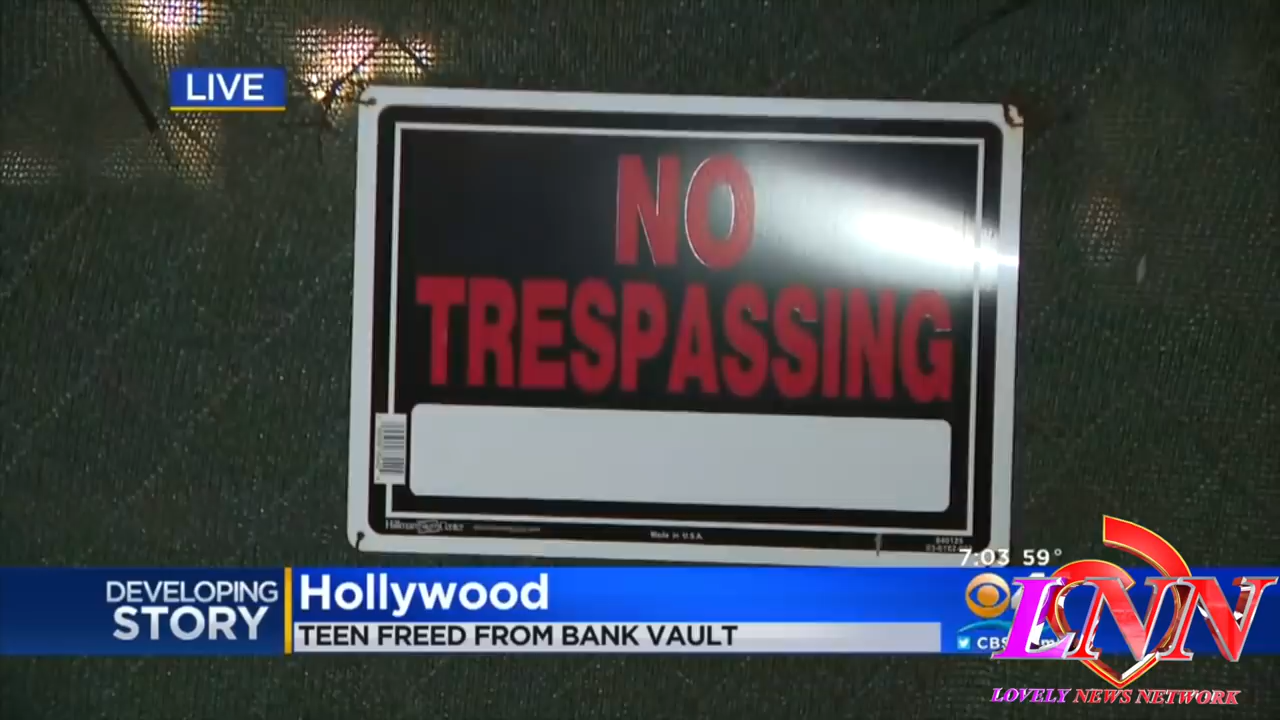 LIVE
NO
TRESPASSING
Made in U.S.A.
7:03 59°
DEVELOPING
STORY
Hollywood
TEEN FREED FROM BANK VAULT
CBS
LNN
LOVELY NEWS NETWORK